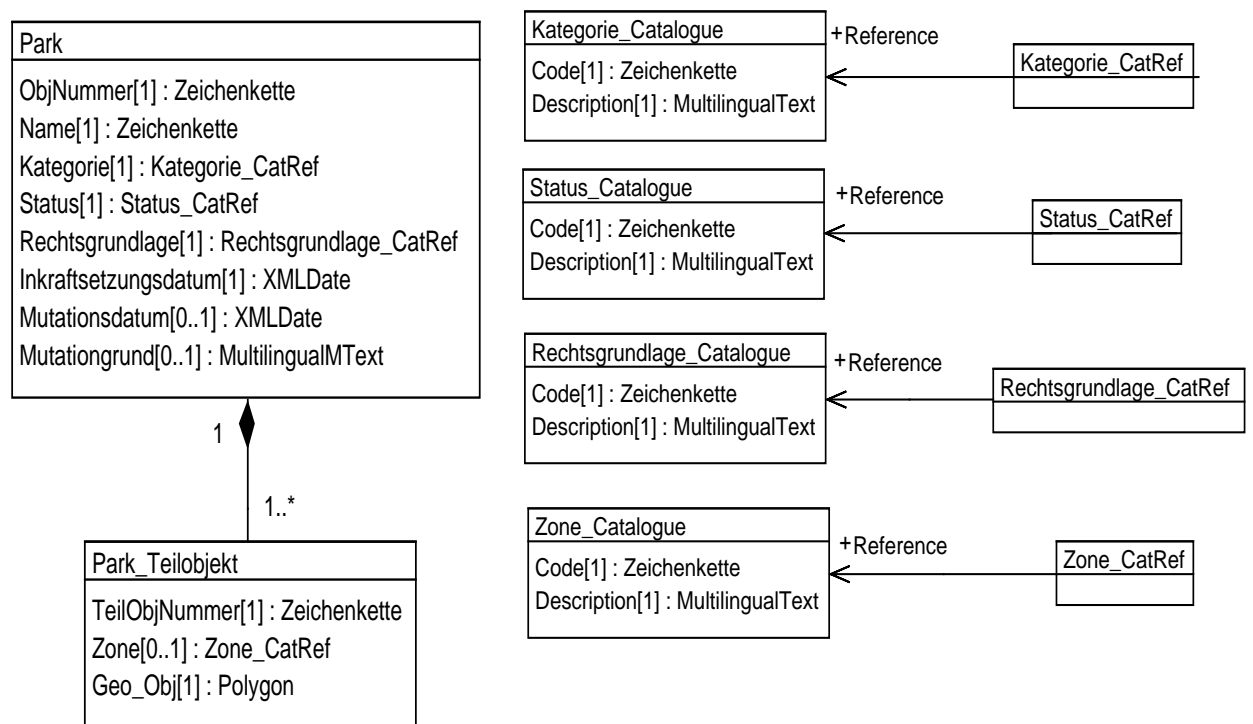 Park
ObjNummer[1] : Zeichenkette
Name[1] : Zeichenkette
Kategorie[1] : Kategorie_CatRef
Status[1] : Status_CatRef
Rechtsgrundlage[1] : Rechtsgrundlage_CatRef
Inkraftsetzungsdatum[1] : XMLDate
Mutationsdatum[0..1] : XMLDate
Mutationgrund[0..1] : MultilingualMText
1
1..*
Park_Teilobjekt
TeilObjNummer[1] : Zeichenkette
Zone[0..1] : Zone_CatRef
Geo_Obj[1] : Polygon
Kategorie_Catalogue
Code[1] : Zeichenkette
Description[1] : MultilingualText
+Reference
Kategorie_CatRef
Status_Catalogue
Code[1] : Zeichenkette
Description[1] : MultilingualText
+Reference
Status_CatRef
Rechtsgrundlage_Catalogue
Code[1] : Zeichenkette
Description[1] : MultilingualText
+Reference
Rechtsgrundlage_CatRef
Zone_Catalogue
Code[1] : Zeichenkette
Description[1] : MultilingualText
+Reference
Zone_CatRef